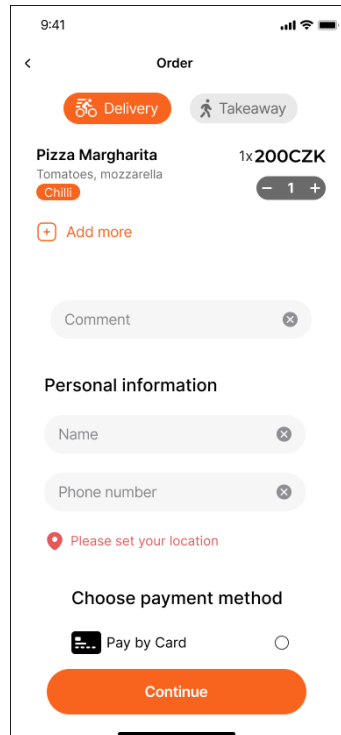 9:41
Order
Delivery
Takeaway
Pizza Margharita
1x200CZK
Tomatoes, mozzarella
Chilli
− 1 +
+ Add more
Comment
Personal information
Name
Phone number
Please set your location
Choose payment method
Pay by Card
Continue